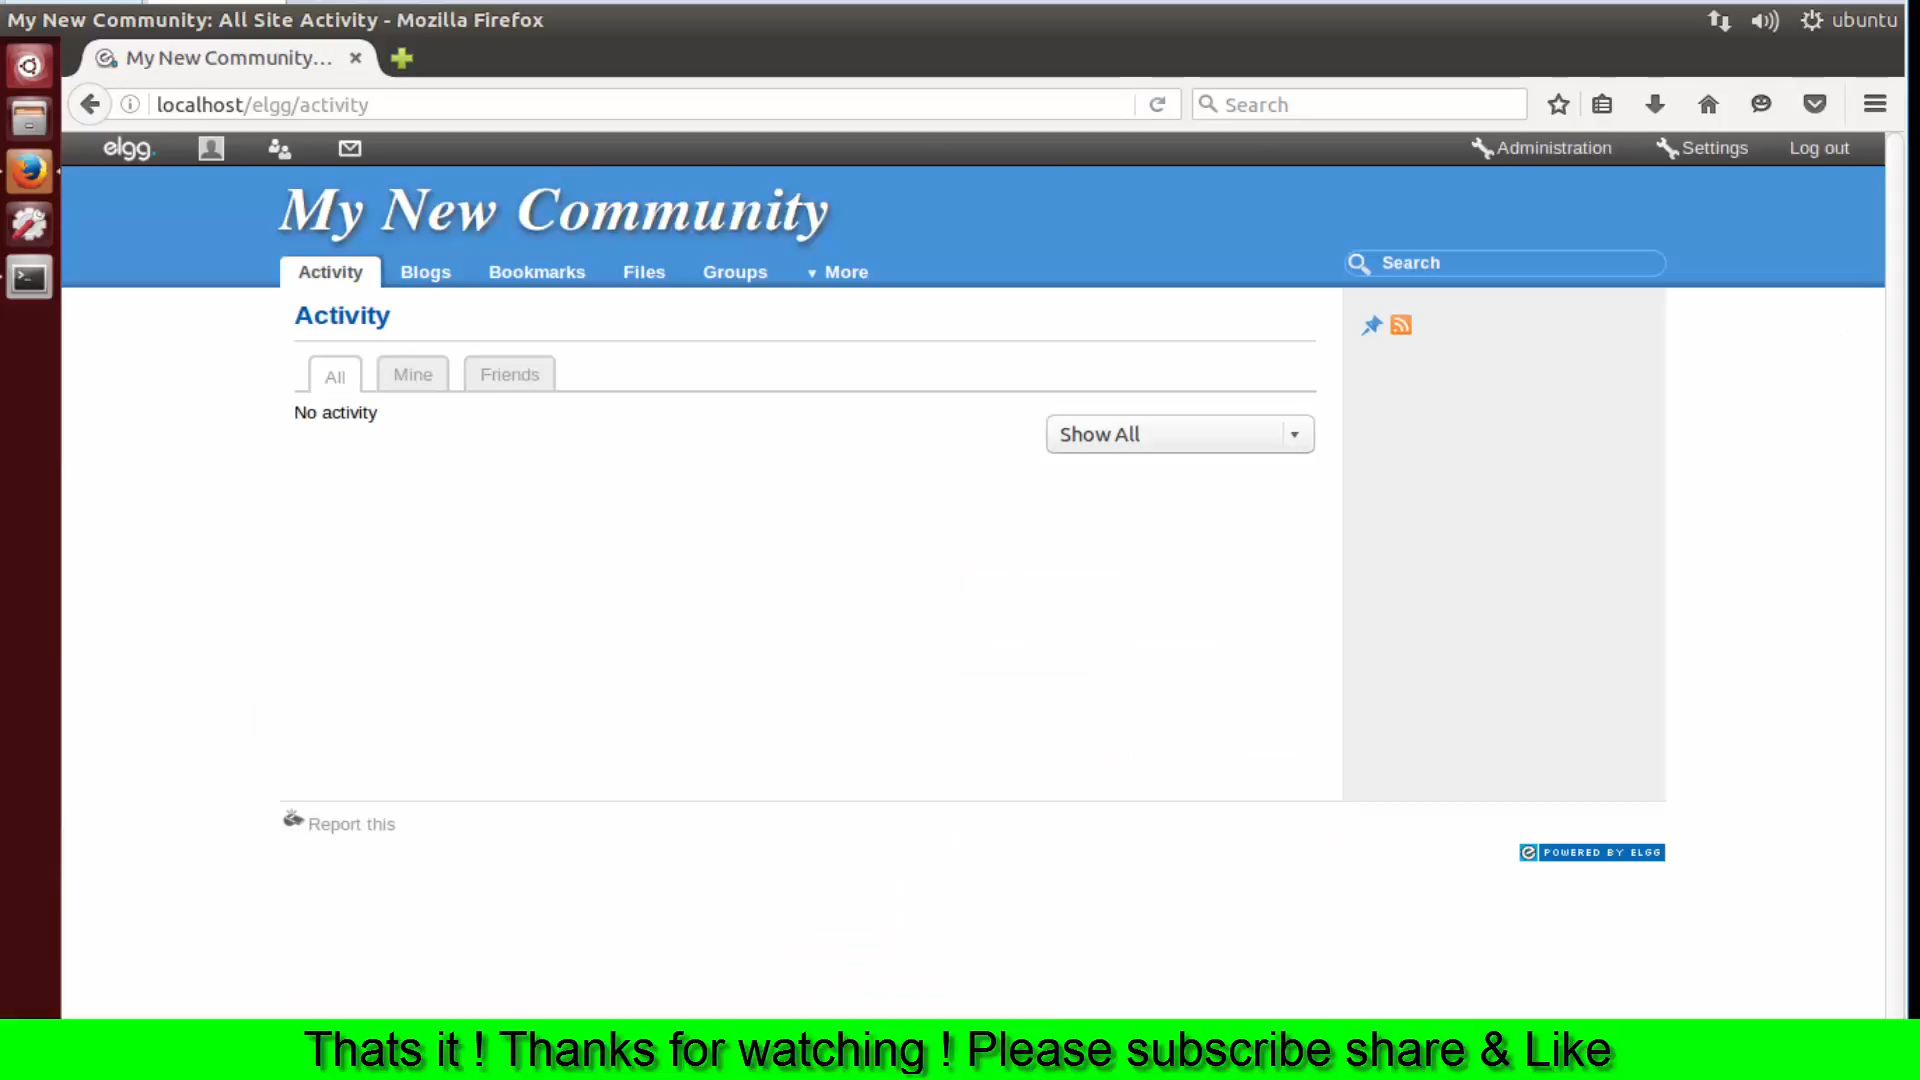 My New Community: All Site Activity - Mozilla Firefox
ubuntu
My New Community...
localhost/elgg/activity
Search
elgg.
Administration
Settings
Log out
My New Community
Activity
Blogs
Bookmarks
Files
Groups
More
Search
Activity
All
Mine
Friends
No activity
Show All
Report this
POWERED BY ELGG
Thats it ! Thanks for watching ! Please subscribe share & Like